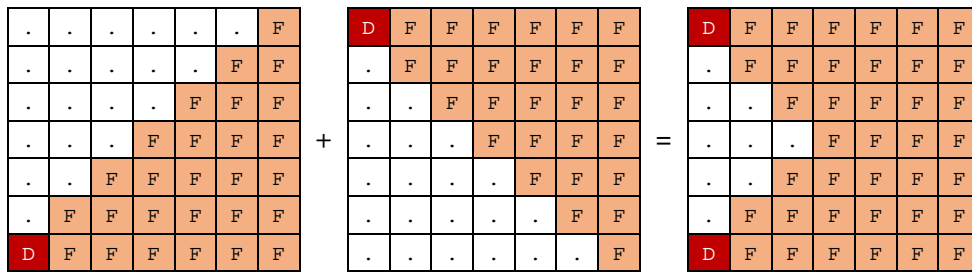 . . . . . . F D F F F F F F D F F F F F F
. . . . . F F . F F F F F F . F F F F F F
. . . . F F F . . F F F F F . . F F F F F
. . . F F F F + . . . F F F F = . . . F F F F
. . F F F F F . . . . F F F . . F F F F F
. F F F F F F . . . . . F F . F F F F F F
D F F F F F F . . . . . . F D F F F F F F